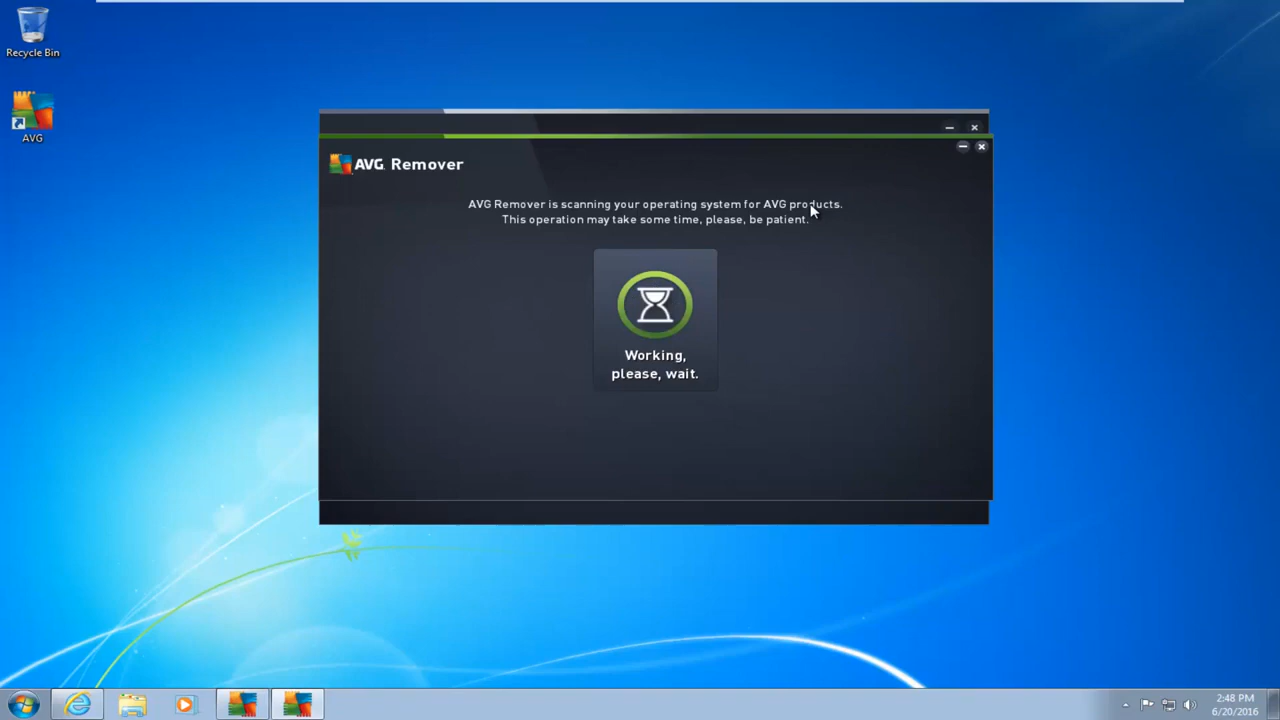 Recycle Bin
AVG
AVG. Remover
AVG Remover is scanning your operating system for AVG products.
This operation may take some time, please, be patient.
Working,
please, wait.
2:48 PM
6/20/2016